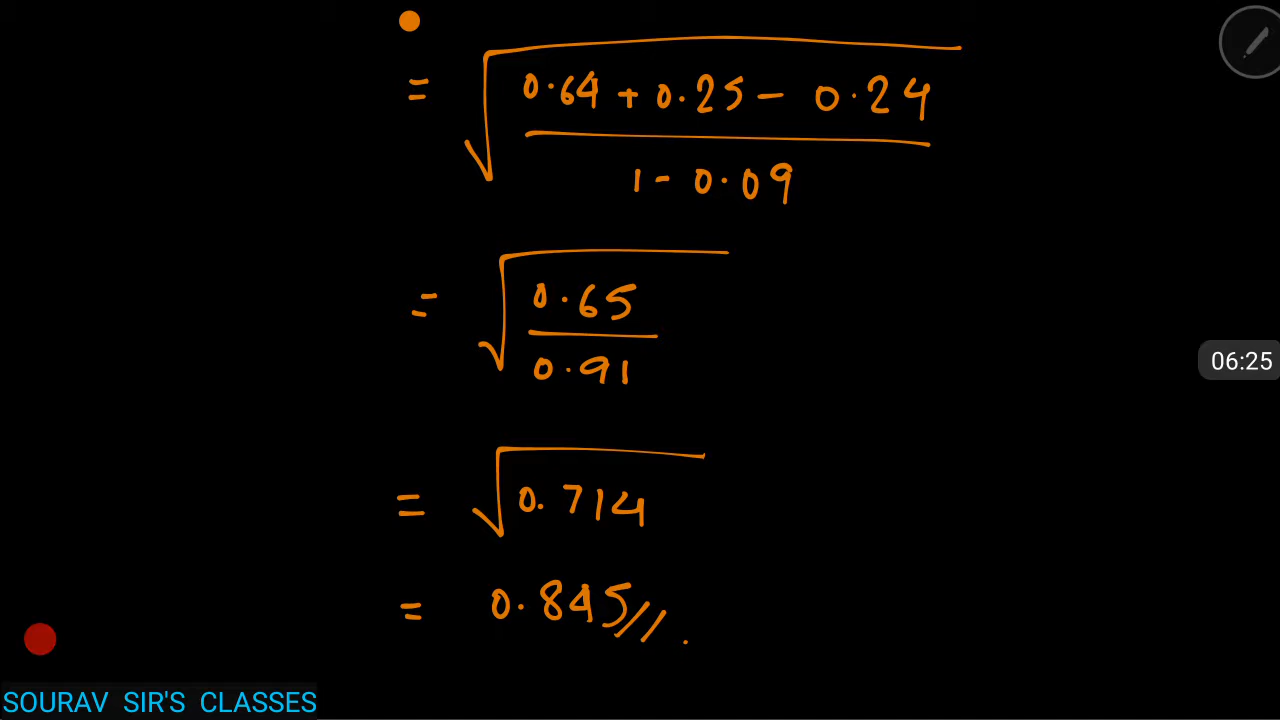 = √(0.64 + 0.25 - 0.24
1 - 0.09)
= √(0.65
0.91)
06:25
= √0.714
= 0.845//.
SOURAV SIR'S CLASSES